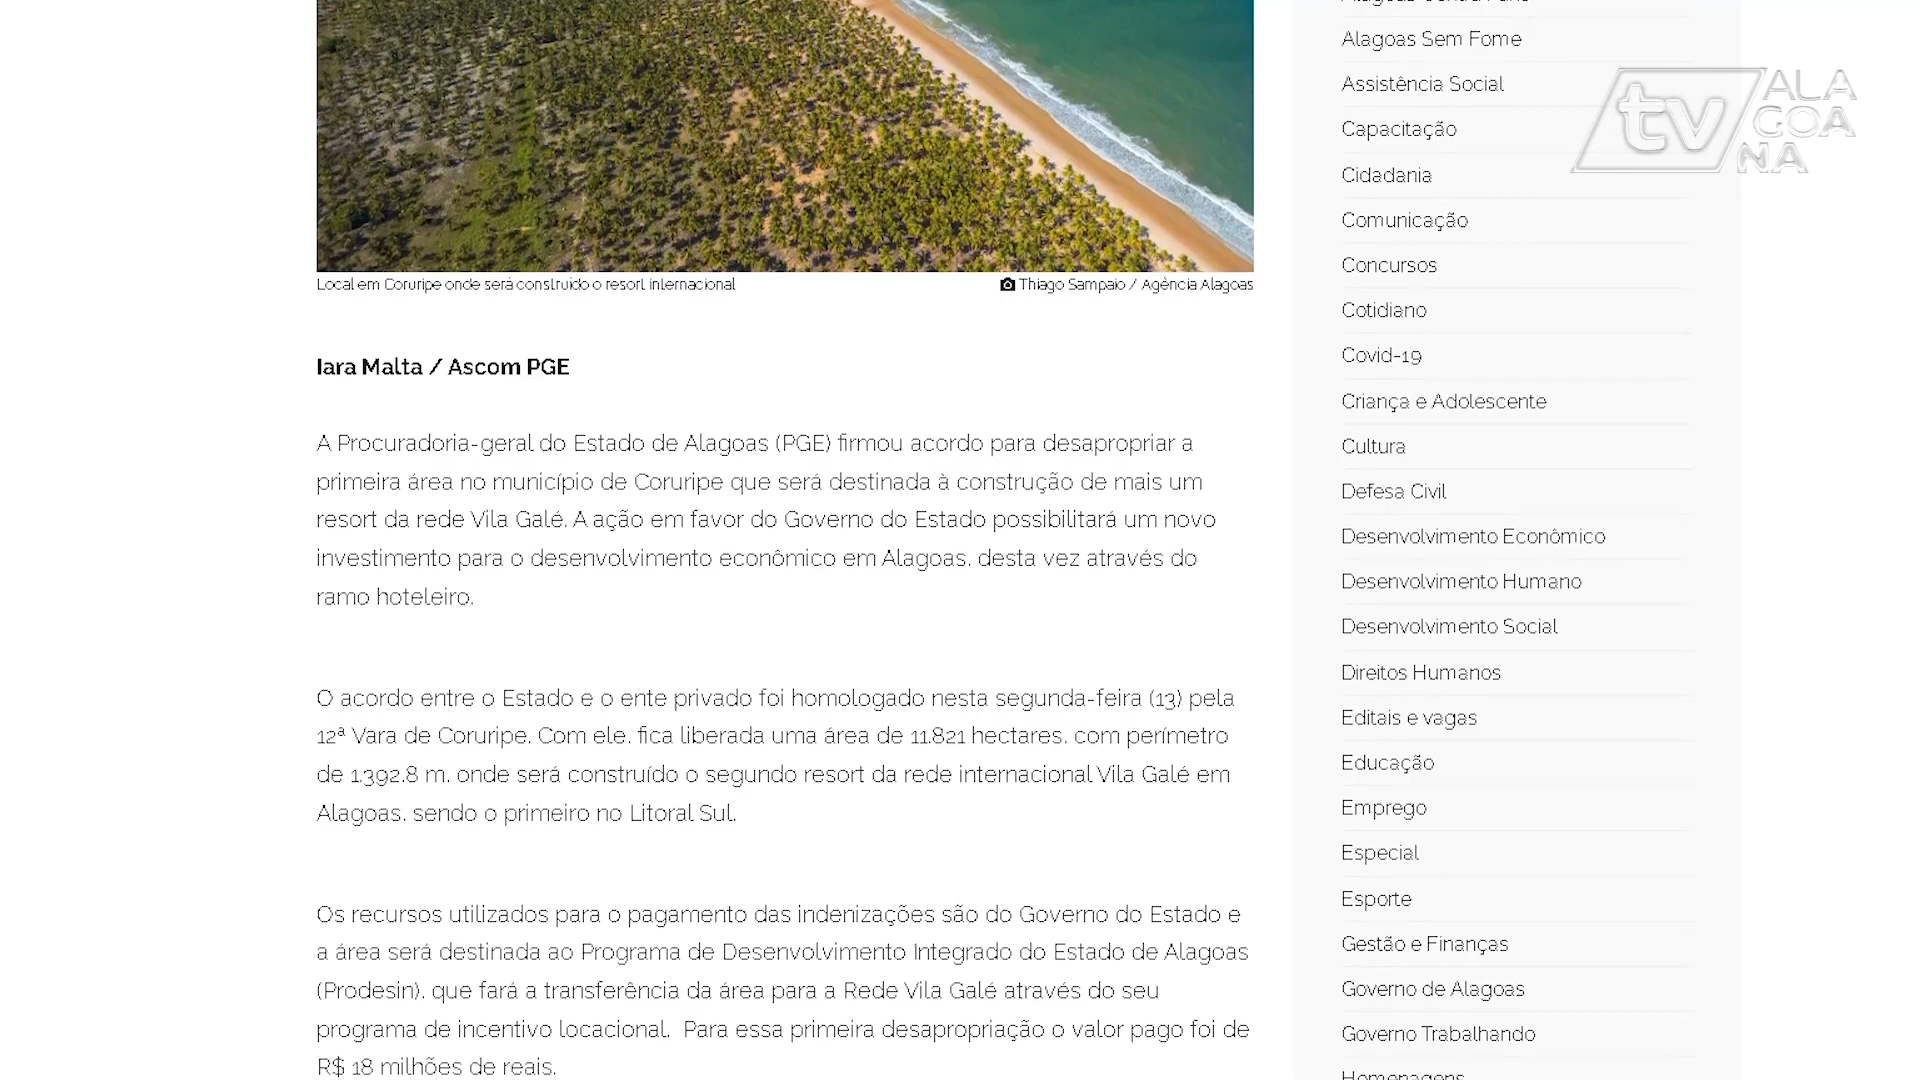 Local em Coruripe onde será construído o resort internacional
Thiago Sampaio / Agência Alagoas
Iara Malta / Ascom PGE
A Procuradoria-geral do Estado de Alagoas (PGE) firmou acordo para desapropriar a
primeira área no município de Coruripe que será destinada à construção de mais um
resort da rede Vila Galé. A ação em favor do Governo do Estado possibilitará um novo
investimento para o desenvolvimento econômico em Alagoas, desta vez através do
ramo hoteleiro.
O acordo entre o Estado e o ente privado foi homologado nesta segunda-feira (13) pela
12ª Vara de Coruripe. Com ele, fica liberada uma área de 11,821 hectares, com perímetro
de 1.392,8 m, onde será construído o segundo resort da rede internacional Vila Galé em
Alagoas, sendo o primeiro no Litoral Sul.
Os recursos utilizados para o pagamento das indenizações são do Governo do Estado e
a área será destinada ao Programa de Desenvolvimento Integrado do Estado de Alagoas
(Prodesin), que fará a transferência da área para a Rede Vila Galé através do seu
programa de incentivo locacional. Para essa primeira desapropriação o valor pago foi de
R$ 18 milhões de reais.
Alagoas Sem Fome
Assistência Social
Capacitação
Cidadania
Comunicação
Concursos
Cotidiano
Covid-19
Criança e Adolescente
Cultura
Defesa Civil
Desenvolvimento Econômico
Desenvolvimento Humano
Desenvolvimento Social
Direitos Humanos
Editais e vagas
Educação
Emprego
Especial
Esporte
Gestão e Finanças
Governo de Alagoas
Governo Trabalhando
Homenagens
tv ALA
GOA
NA